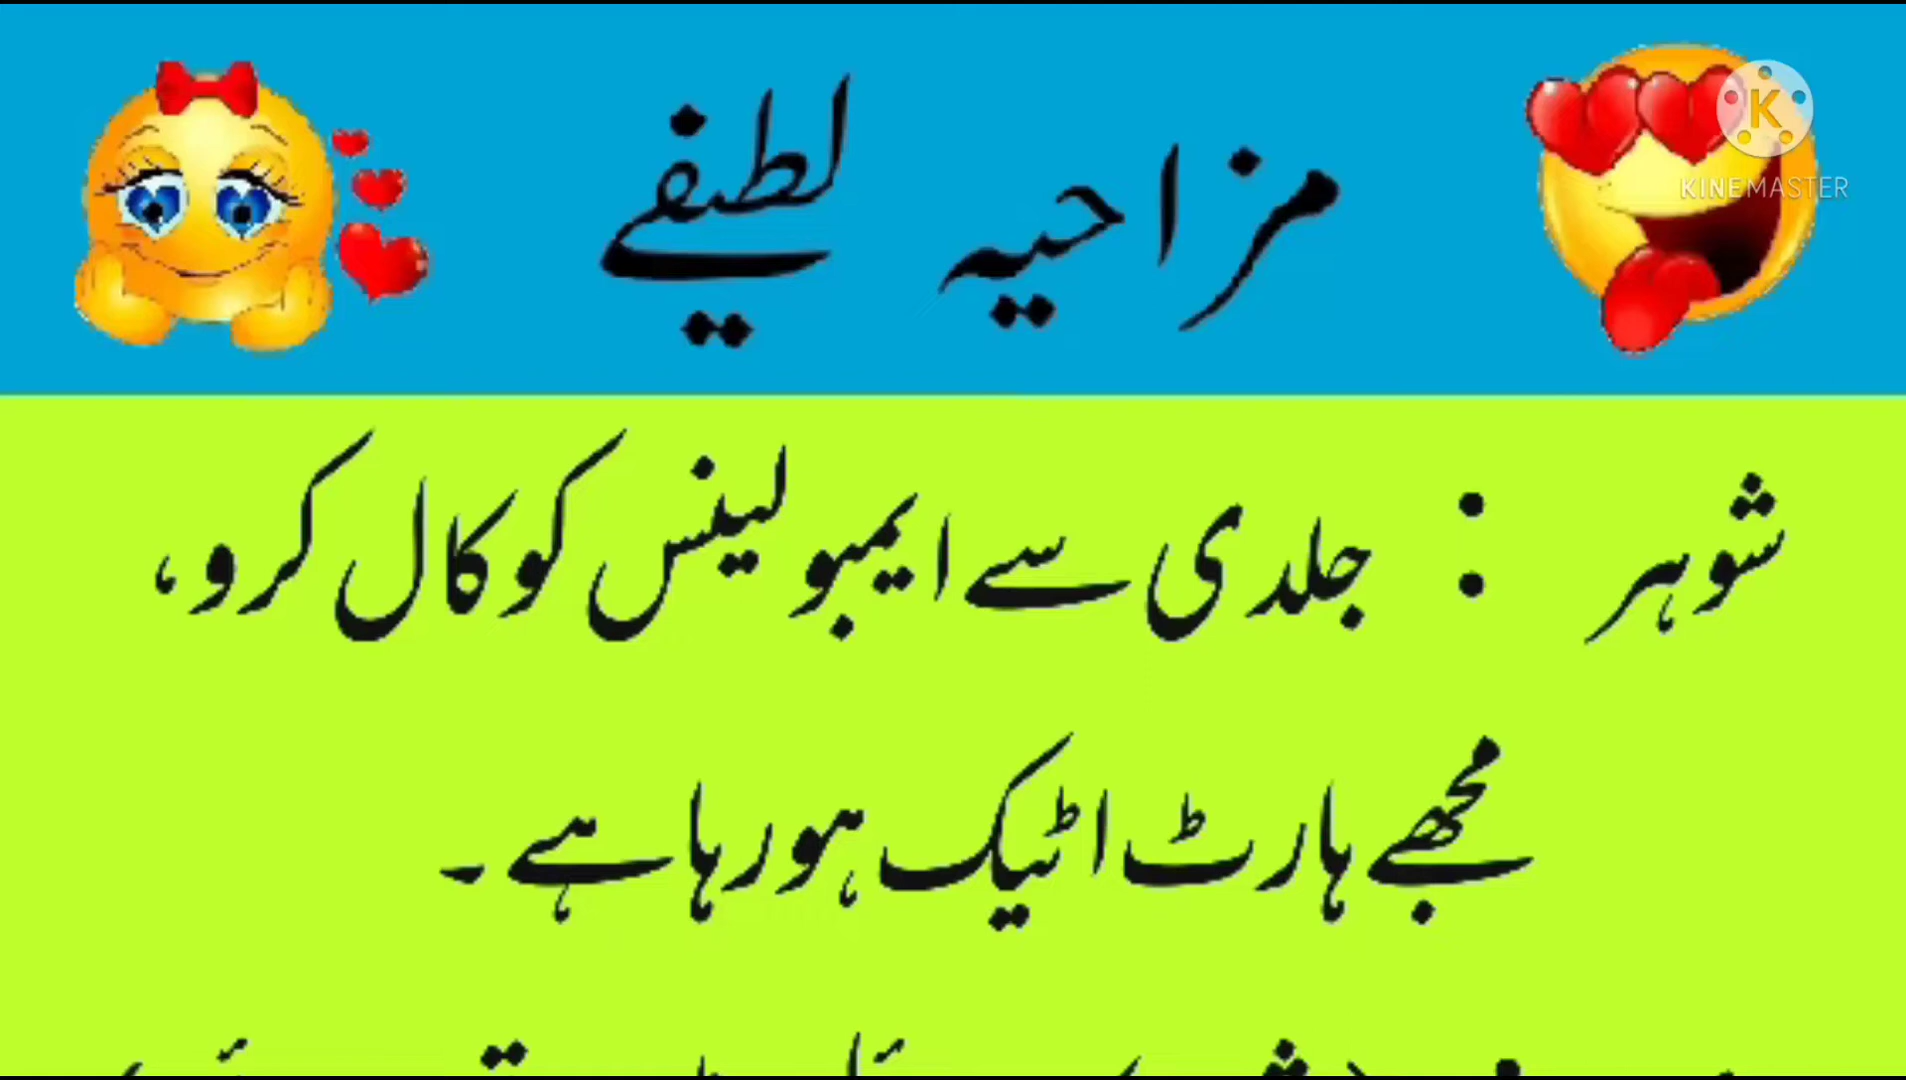 مزاحیہ لطیفے
KINEMASTER
شوہر : جلدی سے ایمبولینس کو کال کرو،
مجھے ہارٹ اٹیک ہو رہا ہے ۔